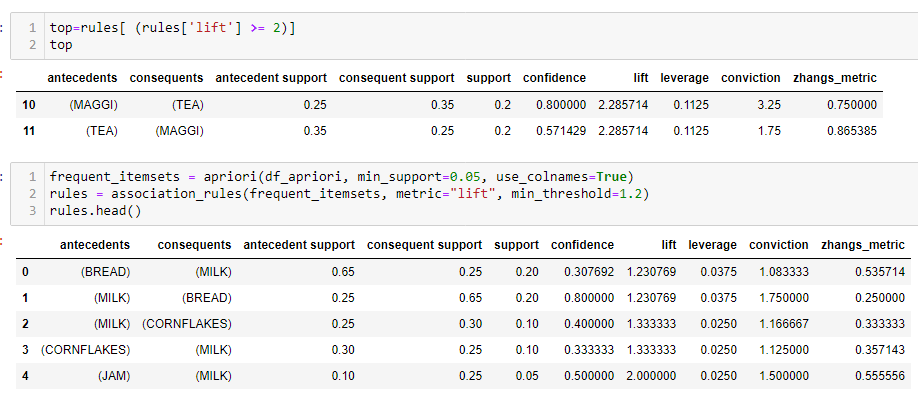 1 top=rules[ (rules['lift'] >= 2)]
2 top
antecedents consequents antecedent support consequent support support confidence lift leverage conviction zhangs_metric
10 (MAGGI) (TEA) 0.25 0.35 0.2 0.800000 2.285714 0.1125 3.25 0.750000
11 (TEA) (MAGGI) 0.35 0.25 0.2 0.571429 2.285714 0.1125 1.75 0.865385
1 frequent_itemsets = apriori(df_apriori, min_support=0.05, use_colnames=True)
2 rules = association_rules(frequent_itemsets, metric="lift", min_threshold=1.2)
3 rules.head()
antecedents consequents antecedent support consequent support support confidence lift leverage conviction zhangs_metric
0 (BREAD) (MILK) 0.65 0.25 0.20 0.307692 1.230769 0.0375 1.083333 0.535714
1 (MILK) (BREAD) 0.25 0.65 0.20 0.800000 1.230769 0.0375 1.750000 0.250000
2 (MILK) (CORNFLAKES) 0.25 0.30 0.10 0.400000 1.333333 0.0250 1.166667 0.333333
3 (CORNFLAKES) (MILK) 0.30 0.25 0.10 0.333333 1.333333 0.0250 1.125000 0.357143
4 (JAM) (MILK) 0.10 0.25 0.05 0.500000 2.000000 0.0250 1.500000 0.555556